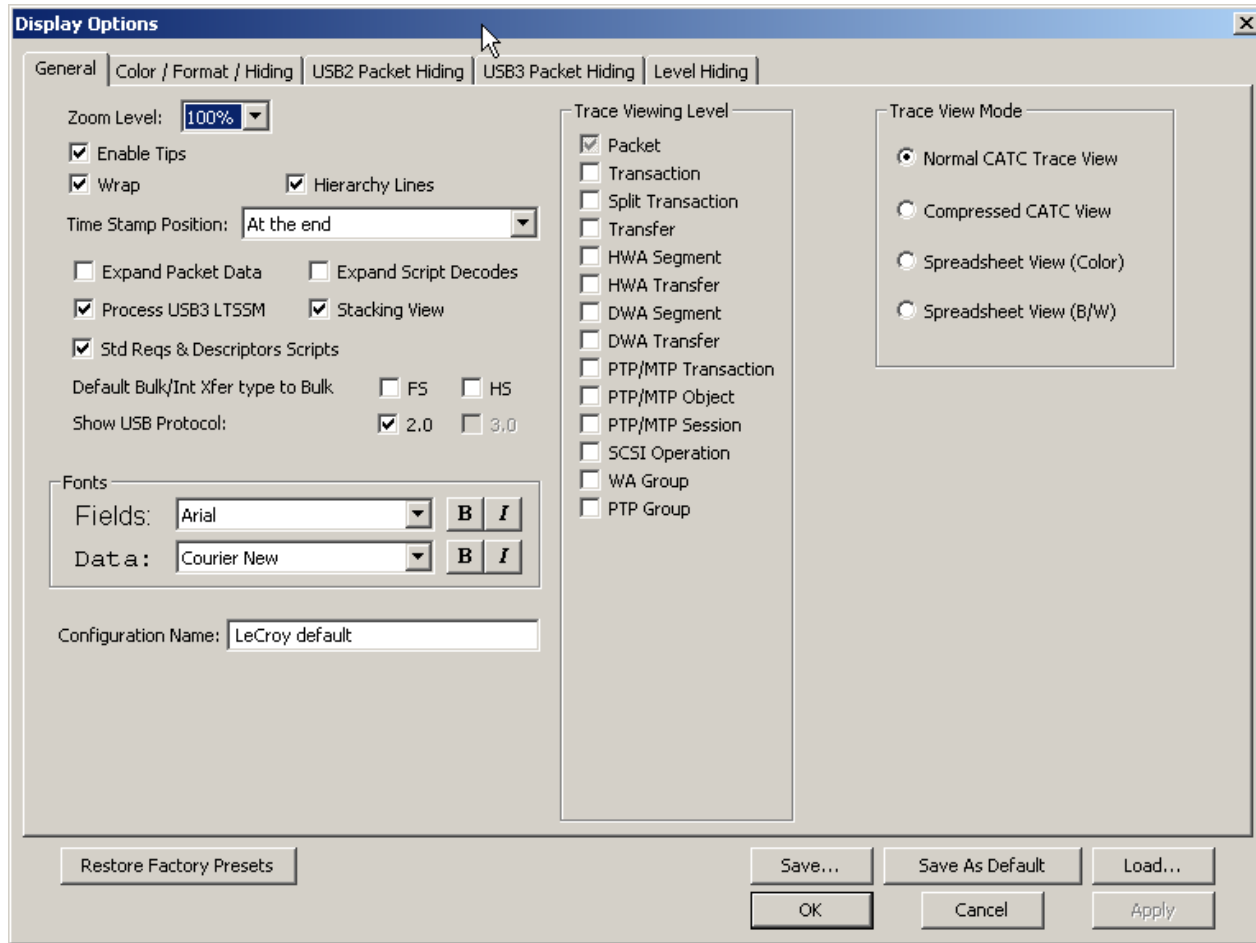 Display Options
General
Color / Format / Hiding
USB2 Packet Hiding
USB3 Packet Hiding
Level Hiding
Zoom Level: 100%
Enable Tips
Wrap
Hierarchy Lines
Time Stamp Position: At the end
Expand Packet Data
Expand Script Decodes
Process USB3 LTSSM
Stacking View
Std Reqs & Descriptors Scripts
Default Bulk/Int Xfer type to Bulk FS HS
Show USB Protocol: 2.0 3.0
Fonts
Fields: Arial B I
Data: Courier New B I
Configuration Name: LeCroy default
Trace Viewing Level
Packet
Transaction
Split Transaction
Transfer
HWA Segment
HWA Transfer
DWA Segment
DWA Transfer
PTP/MTP Transaction
PTP/MTP Object
PTP/MTP Session
SCSI Operation
WA Group
PTP Group
Trace View Mode
Normal CATC Trace View
Compressed CATC View
Spreadsheet View (Color)
Spreadsheet View (B/W)
Restore Factory Presets
Save...
Save As Default
Load...
OK
Cancel
Apply